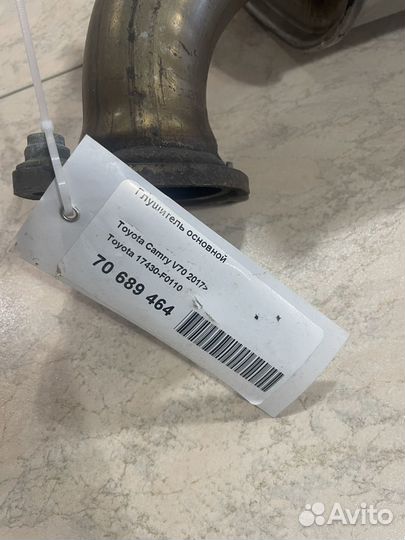 Глушитель основной
Toyota Camry V70 2017>
Toyota 17430-F0110
70 689 464
Avito